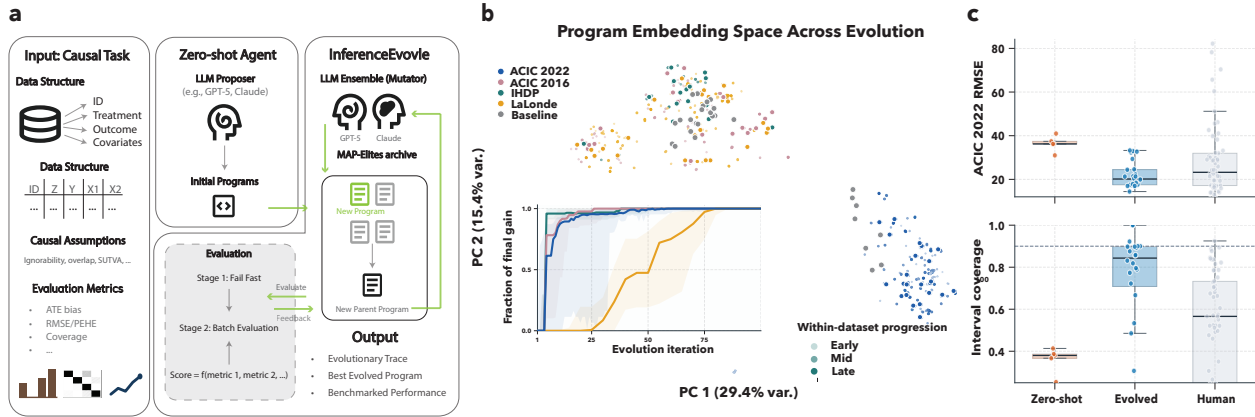 a
Input: Causal Task
Data Structure
ID
Treatment
Outcome
Covariates
Data Structure
ID Z Y X1 X2
... ... ... ... ...
Causal Assumptions
Ignorability, overlap, SUTVA, ...
Evaluation Metrics
• ATE bias
• RMSE/PEHE
• Coverage
• ...
Zero-shot Agent
LLM Proposer
(e.g., GPT-5, Claude)
Initial Programs
InferenceEvovle
LLM Ensemble (Mutator)
GPT-5 Claude
MAP-Elites archive
New Program
New Parent Program
Evaluation
Stage 1: Fail Fast
Stage 2: Batch Evaluation
Score = f(metric 1, metric 2, ...)
Evaluate
Feedback
Output
• Evolutionary Trace
• Best Evolved Program
• Benchmarked Performance
b
Program Embedding Space Across Evolution
ACIC 2022
ACIC 2016
IHDP
LaLonde
Baseline
PC 2 (15.4% var.)
Fraction of final gain
1.0
0.5
0.0
1 25 50 75
Evolution iteration
Within-dataset progression
Early
Mid
Late
PC 1 (29.4% var.)
c
ACIC 2022 RMSE
80
60
40
20
Interval coverage
1.0
0.8
0.6
0.4
Zero-shot Evolved Human